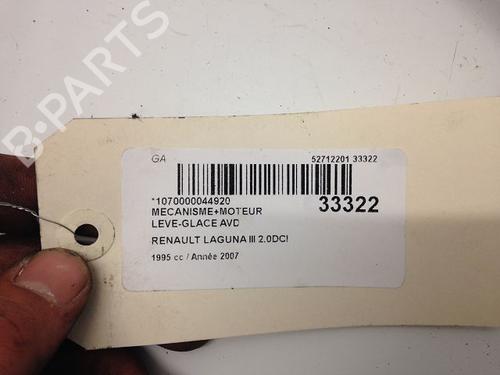 B-PARTS
GA 52712201 33322
*1070000044920 33322
MECANISME+MOTEUR
LEVE-GLACE AVD
RENAULT LAGUNA III 2.0DCI
1995 cc / Année 2007